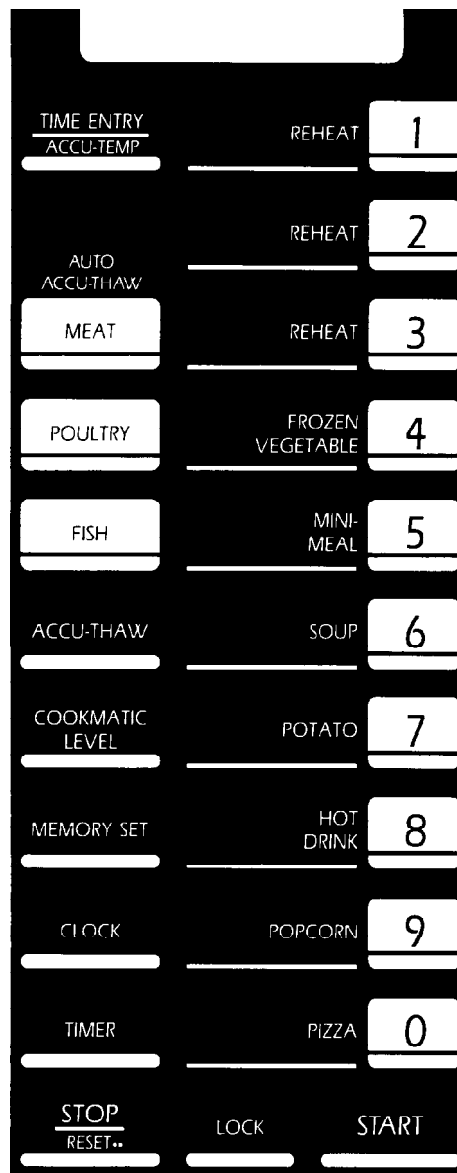 TIME ENTRY
ACCU-TEMP
REHEAT
1
REHEAT
2
AUTO
ACCU-THAW
MEAT
REHEAT
3
POULTRY
FROZEN
VEGETABLE
4
FISH
MINI-
MEAL
5
ACCU-THAW
SOUP
6
COOKMATIC
LEVEL
POTATO
7
MEMORY SET
HOT
DRINK
8
CLOCK
POPCORN
9
TIMER
PIZZA
0
STOP
RESET••
LOCK
START